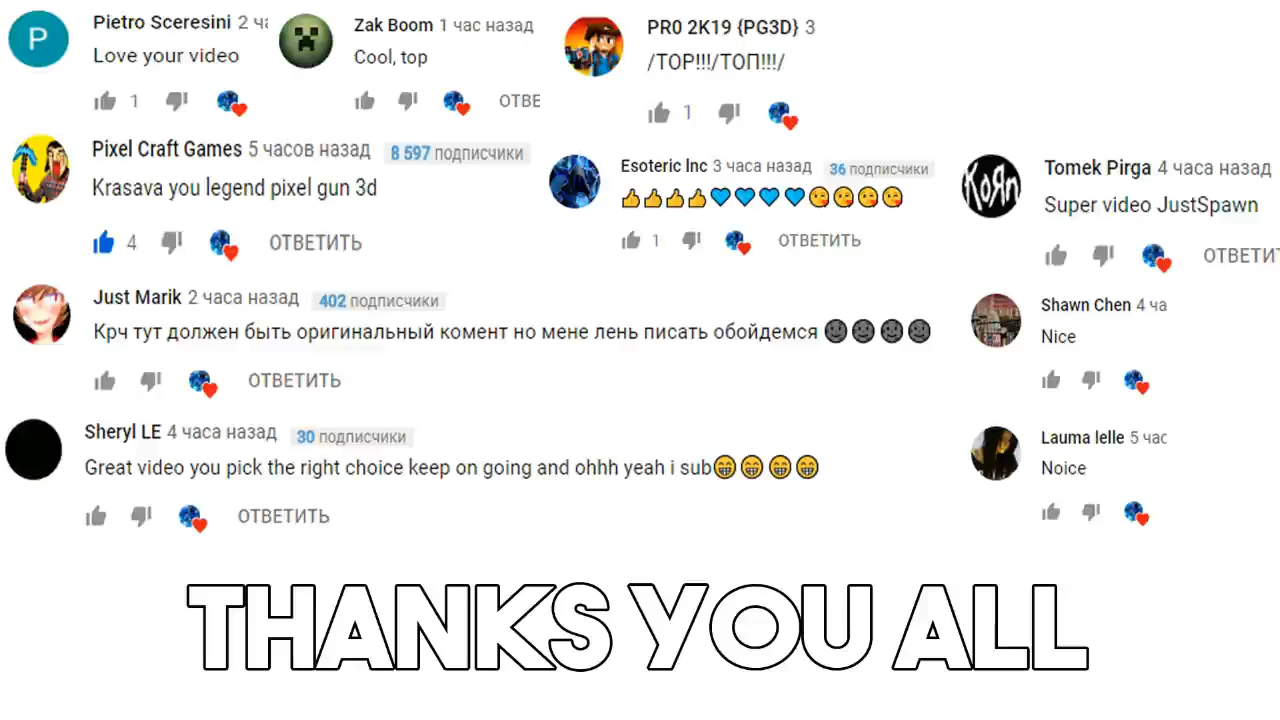 P
Pietro Sceresini 2 ча
Love your video
1
Zak Boom 1 час назад
Cool, top
ОТВЕ
PR0 2K19 {PG3D} 3
/TOP!!!/ТОП!!!/
1
Pixel Craft Games 5 часов назад 8 597 подписчики
Krasava you legend pixel gun 3d
4 ОТВЕТИТЬ
Esoteric Inc 3 часа назад 36 подписчики
👍👍👍👍💙💙💙💙😘😘😘😘
1 ОТВЕТИТЬ
KoЯn
Tomek Pirga 4 часа назад
Super video JustSpawn
ОТВЕТИТ
Just Marik 2 часа назад 402 подписчики
Крч тут должен быть оригинальный комент но мене лень писать обойдемся 🌚🌚🌚🌚
ОТВЕТИТЬ
Shawn Chen 4 ча
Nice
Sheryl LE 4 часа назад 30 подписчики
Great video you pick the right choice keep on going and ohhh yeah i sub😁😁😁😁
ОТВЕТИТЬ
Lauma lelle 5 час
Noice
THANKS YOU ALL